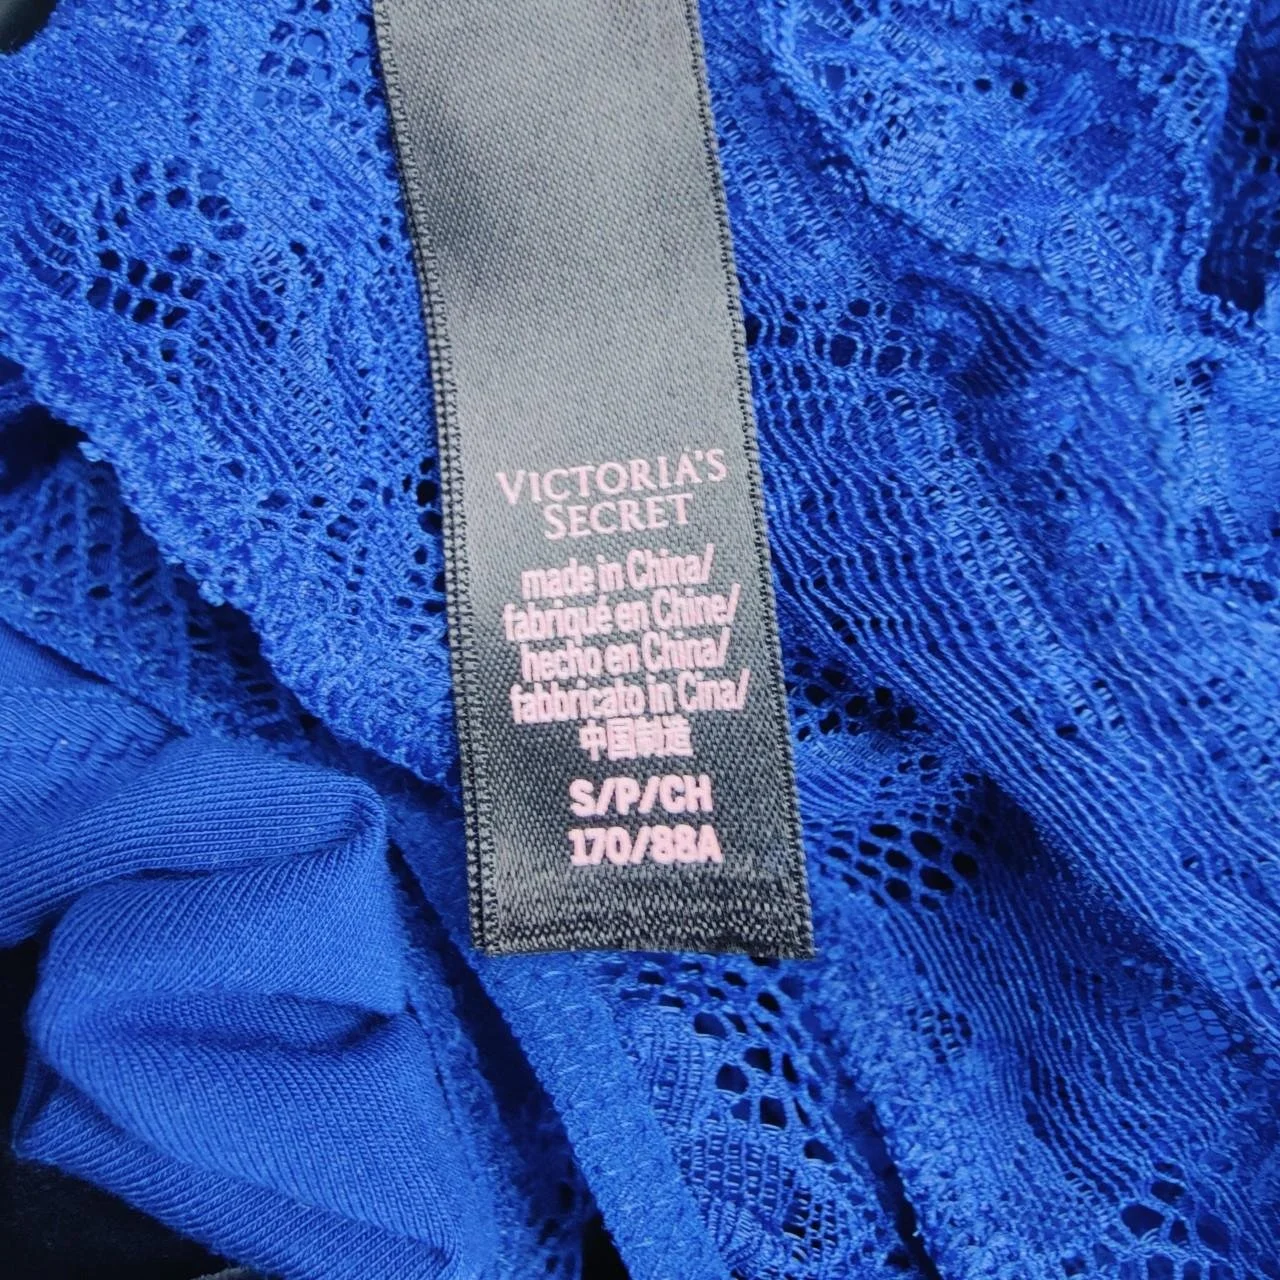 VICTORIA'S
SECRET
made in China/
fabriqué en Chine/
hecho en China/
fabbricato in Cina/
中国制造
S/P/CH
170/88A